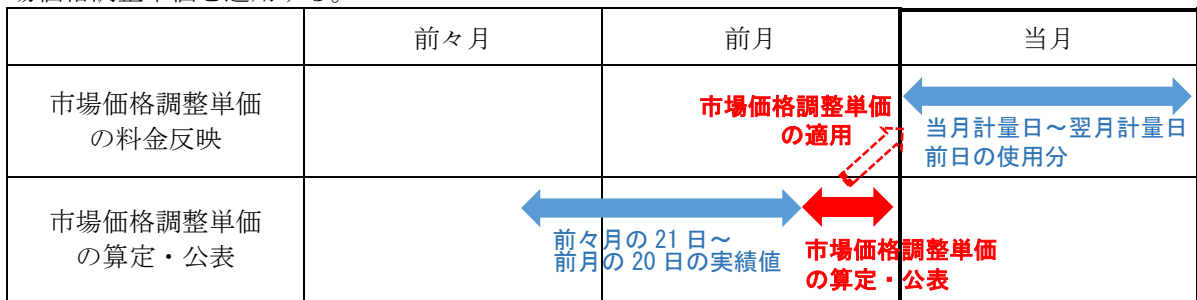 場価格調整単価を適用する。
前々月
前月
当月
市場価格調整単価
の料金反映
市場価格調整単価
の適用
当月計量日～翌月計量日
前日の使用分
市場価格調整単価
の算定・公表
前々月の 21 日～
前月の 20 日の実績値
市場価格調整単価
の算定・公表